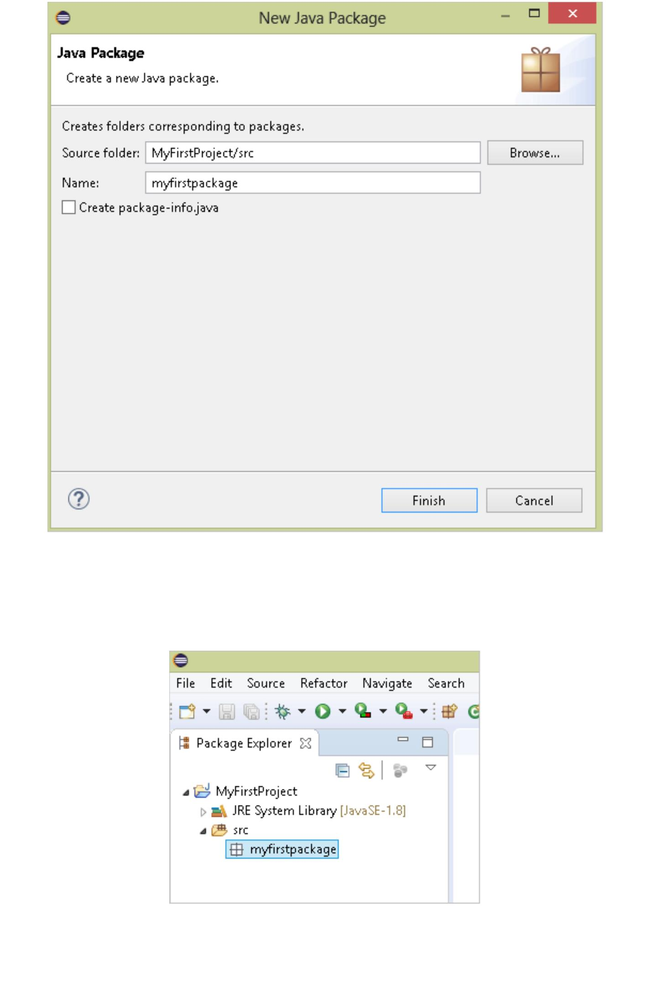 New Java Package
Java Package
Create a new Java package.
Creates folders corresponding to packages.
Source folder: MyFirstProject/src Browse...
Name: myfirstpackage
Create package-info.java
? Finish Cancel
File Edit Source Refactor Navigate Search
Package Explorer
MyFirstProject
JRE System Library [JavaSE-1.8]
src
myfirstpackage